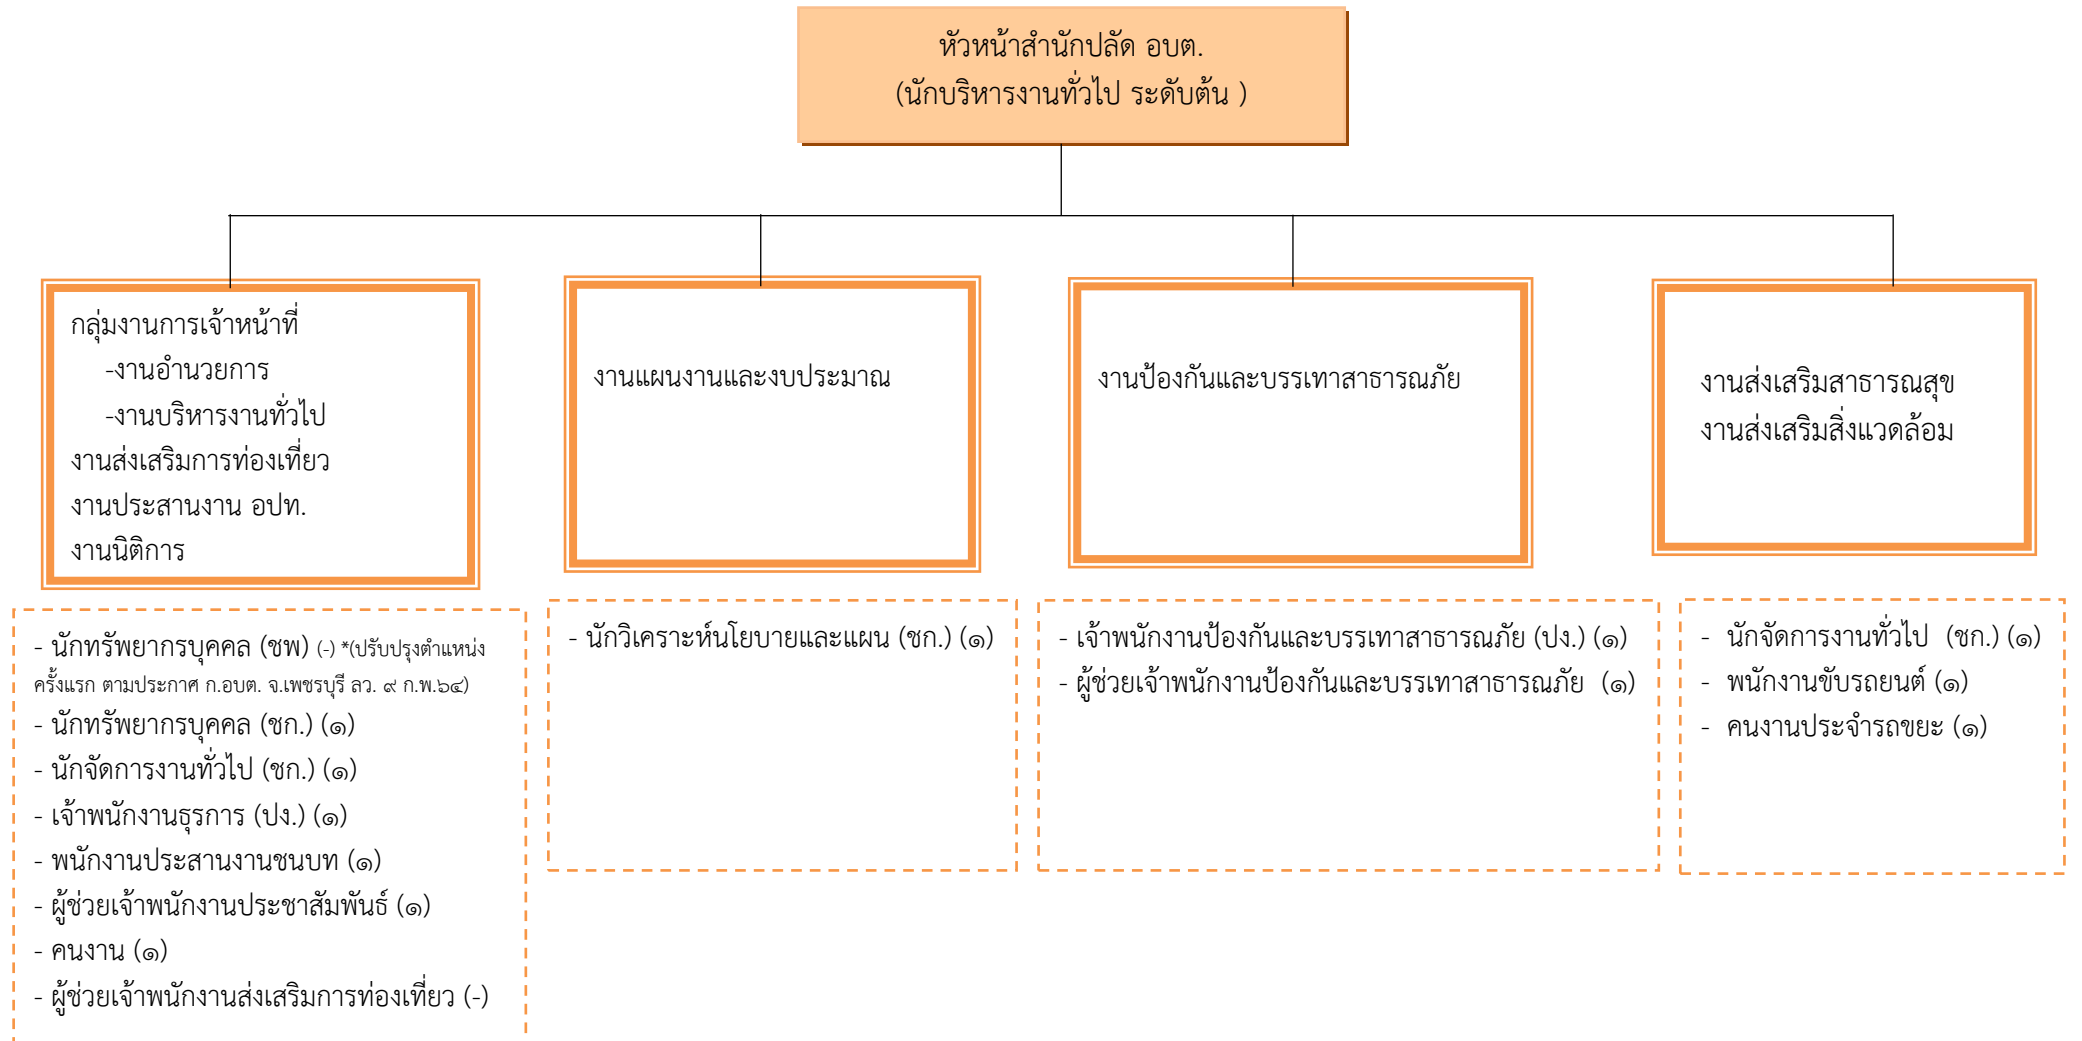 หัวหน้าสำนักปลัด อบต.
(นักบริหารงานทั่วไป ระดับต้น )
กลุ่มงานการเจ้าหน้าที่
-งานอำนวยการ
-งานบริหารงานทั่วไป
งานส่งเสริมการท่องเที่ยว
งานประสานงาน อปท.
งานนิติการ
งานแผนงานและงบประมาณ
งานป้องกันและบรรเทาสาธารณภัย
งานส่งเสริมสาธารณสุข
งานส่งเสริมสิ่งแวดล้อม
- นักทรัพยากรบุคคล (ชพ) (-) *(ปรับปรุงตำแหน่ง
ครั้งแรก ตามประกาศ ก.อบต. จ.เพชรบุรี ลว. ๙ ก.พ.๖๔)
- นักทรัพยากรบุคคล (ชก.) (๑)
- นักจัดการงานทั่วไป (ชก.) (๑)
- เจ้าพนักงานธุรการ (ปง.) (๑)
- พนักงานประสานงานชนบท (๑)
- ผู้ช่วยเจ้าพนักงานประชาสัมพันธ์ (๑)
- คนงาน (๑)
- ผู้ช่วยเจ้าพนักงานส่งเสริมการท่องเที่ยว (-)
- นักวิเคราะห์นโยบายและแผน (ชก.) (๑)
- เจ้าพนักงานป้องกันและบรรเทาสาธารณภัย (ปง.) (๑)
- ผู้ช่วยเจ้าพนักงานป้องกันและบรรเทาสาธารณภัย (๑)
- นักจัดการงานทั่วไป (ชก.) (๑)
- พนักงานขับรถยนต์ (๑)
- คนงานประจำรถขยะ (๑)